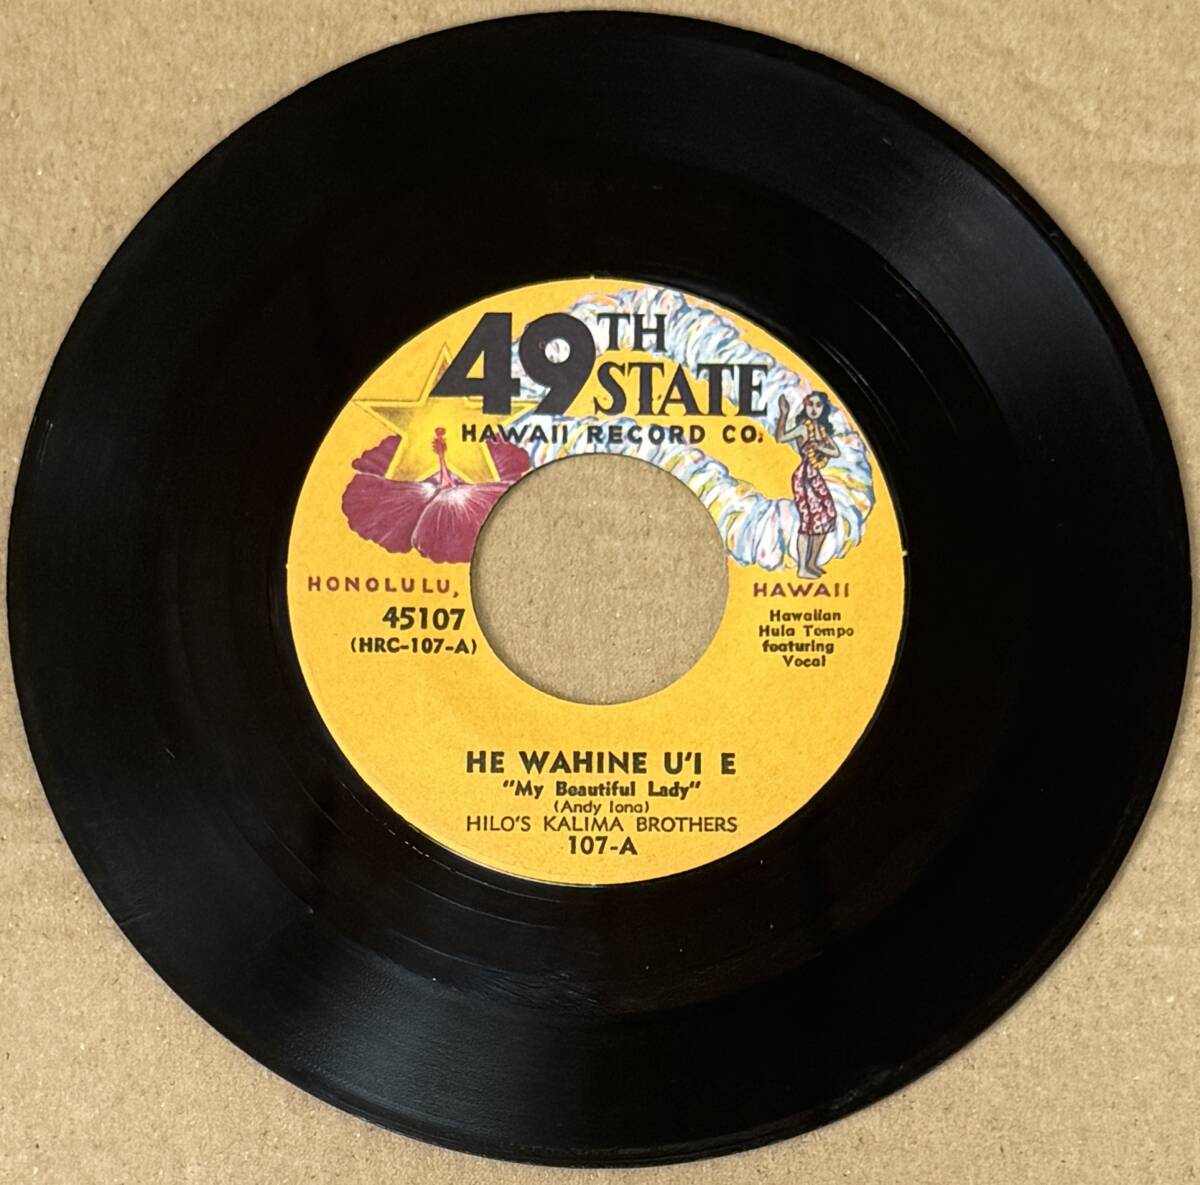 49TH
STATE
HAWAII RECORD CO.
HONOLULU, HAWAII
45107
(HRC-107-A)
Hawaiian
Hula Tempo
featuring
Vocal
HE WAHINE U'I E
"My Beautiful Lady"
(Andy Iona)
HILO'S KALIMA BROTHERS
107-A